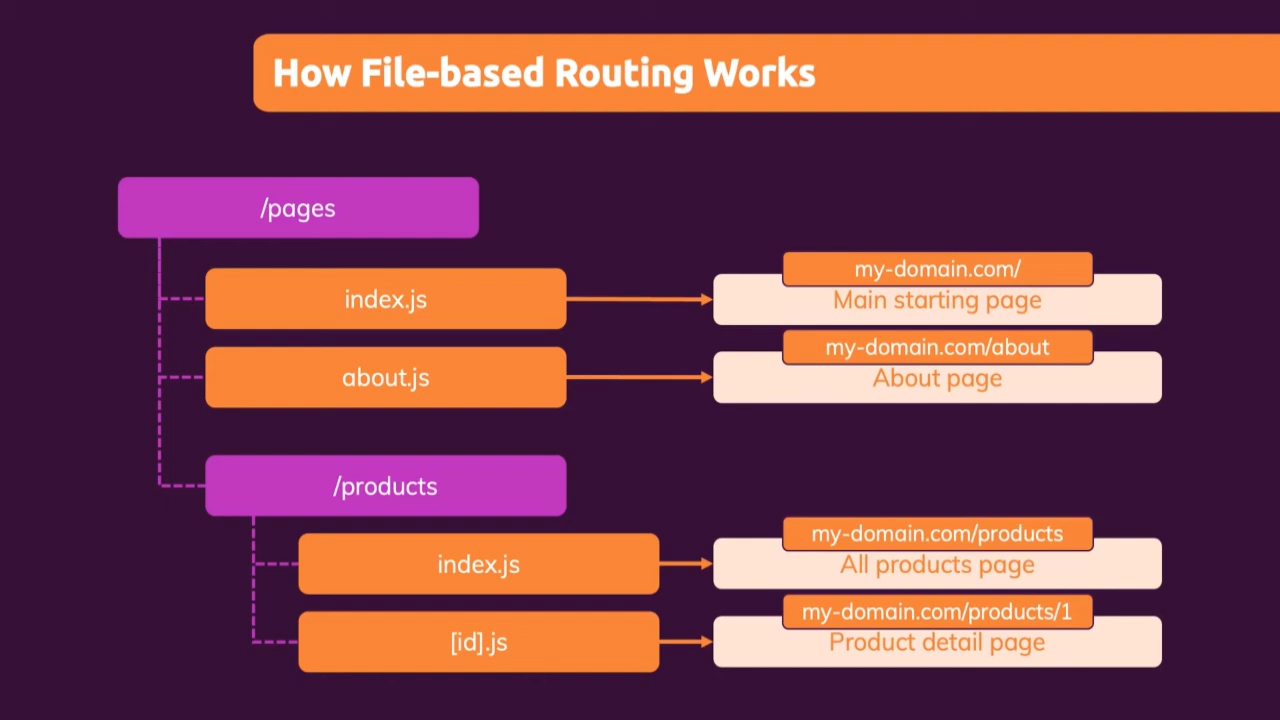 How File-based Routing Works
/pages
index.js
my-domain.com/
Main starting page
about.js
my-domain.com/about
About page
/products
index.js
my-domain.com/products
All products page
[id].js
my-domain.com/products/1
Product detail page